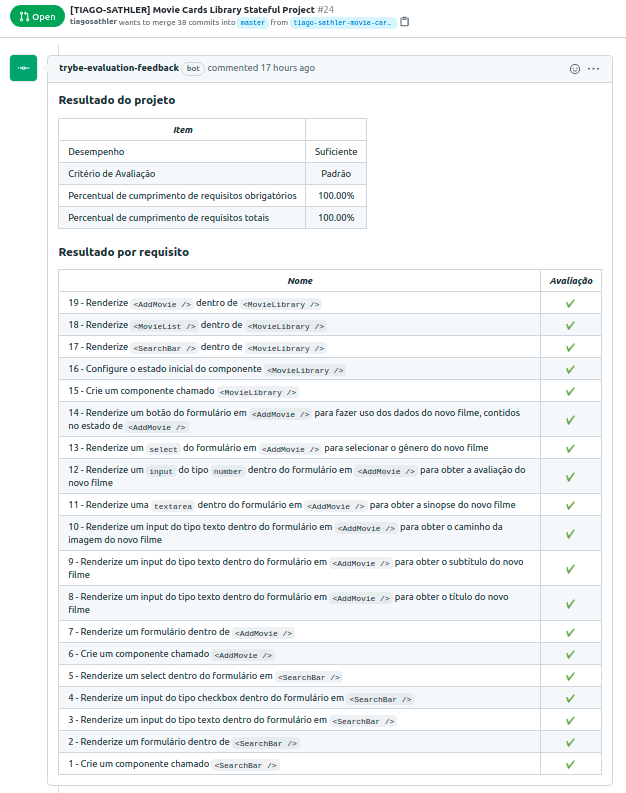 Open
[TIAGO-SATHLER] Movie Cards Library Stateful Project #24
tiagosathler wants to merge 38 commits into master from tiago-sathler-movie-car…
trybe-evaluation-feedback bot commented 17 hours ago
Resultado do projeto
Item
Desempenho Suficiente
Critério de Avaliação Padrão
Percentual de cumprimento de requisitos obrigatórios 100.00%
Percentual de cumprimento de requisitos totais 100.00%
Resultado por requisito
Nome Avaliação
19 - Renderize <AddMovie /> dentro de <MovieLibrary /> ✔
18 - Renderize <MovieList /> dentro de <MovieLibrary /> ✔
17 - Renderize <SearchBar /> dentro de <MovieLibrary /> ✔
16 - Configure o estado inicial do componente <MovieLibrary /> ✔
15 - Crie um componente chamado <MovieLibrary /> ✔
14 - Renderize um botão do formulário em <AddMovie /> para fazer uso dos dados do novo filme, contidos
no estado de <AddMovie /> ✔
13 - Renderize um select do formulário em <AddMovie /> para selecionar o gênero do novo filme ✔
12 - Renderize um input do tipo number dentro do formulário em <AddMovie /> para obter a avaliação do
novo filme ✔
11 - Renderize uma textarea dentro do formulário em <AddMovie /> para obter a sinopse do novo filme ✔
10 - Renderize um input do tipo texto dentro do formulário em <AddMovie /> para obter o caminho da
imagem do novo filme ✔
9 - Renderize um input do tipo texto dentro do formulário em <AddMovie /> para obter o subtítulo do novo
filme ✔
8 - Renderize um input do tipo texto dentro do formulário em <AddMovie /> para obter o título do novo
filme ✔
7 - Renderize um formulário dentro de <AddMovie /> ✔
6 - Crie um componente chamado <AddMovie /> ✔
5 - Renderize um select dentro do formulário em <SearchBar /> ✔
4 - Renderize um input do tipo checkbox dentro do formulário em <SearchBar /> ✔
3 - Renderize um input do tipo texto dentro do formulário em <SearchBar /> ✔
2 - Renderize um formulário dentro de <SearchBar /> ✔
1 - Crie um componente chamado <SearchBar /> ✔